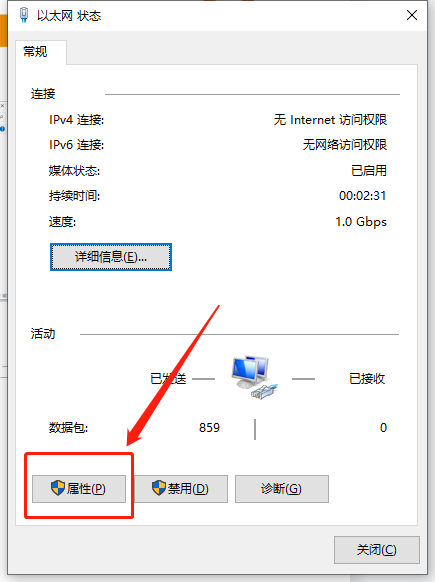 以太网 状态
常规
连接
IPv4 连接: 无 Internet 访问权限
IPv6 连接: 无网络访问权限
媒体状态: 已启用
持续时间: 00:02:31
速度: 1.0 Gbps
详细信息(E)...
活动
已发送 — — 已接收
数据包: 859 | 0
属性(P) 禁用(D) 诊断(G)
关闭(C)